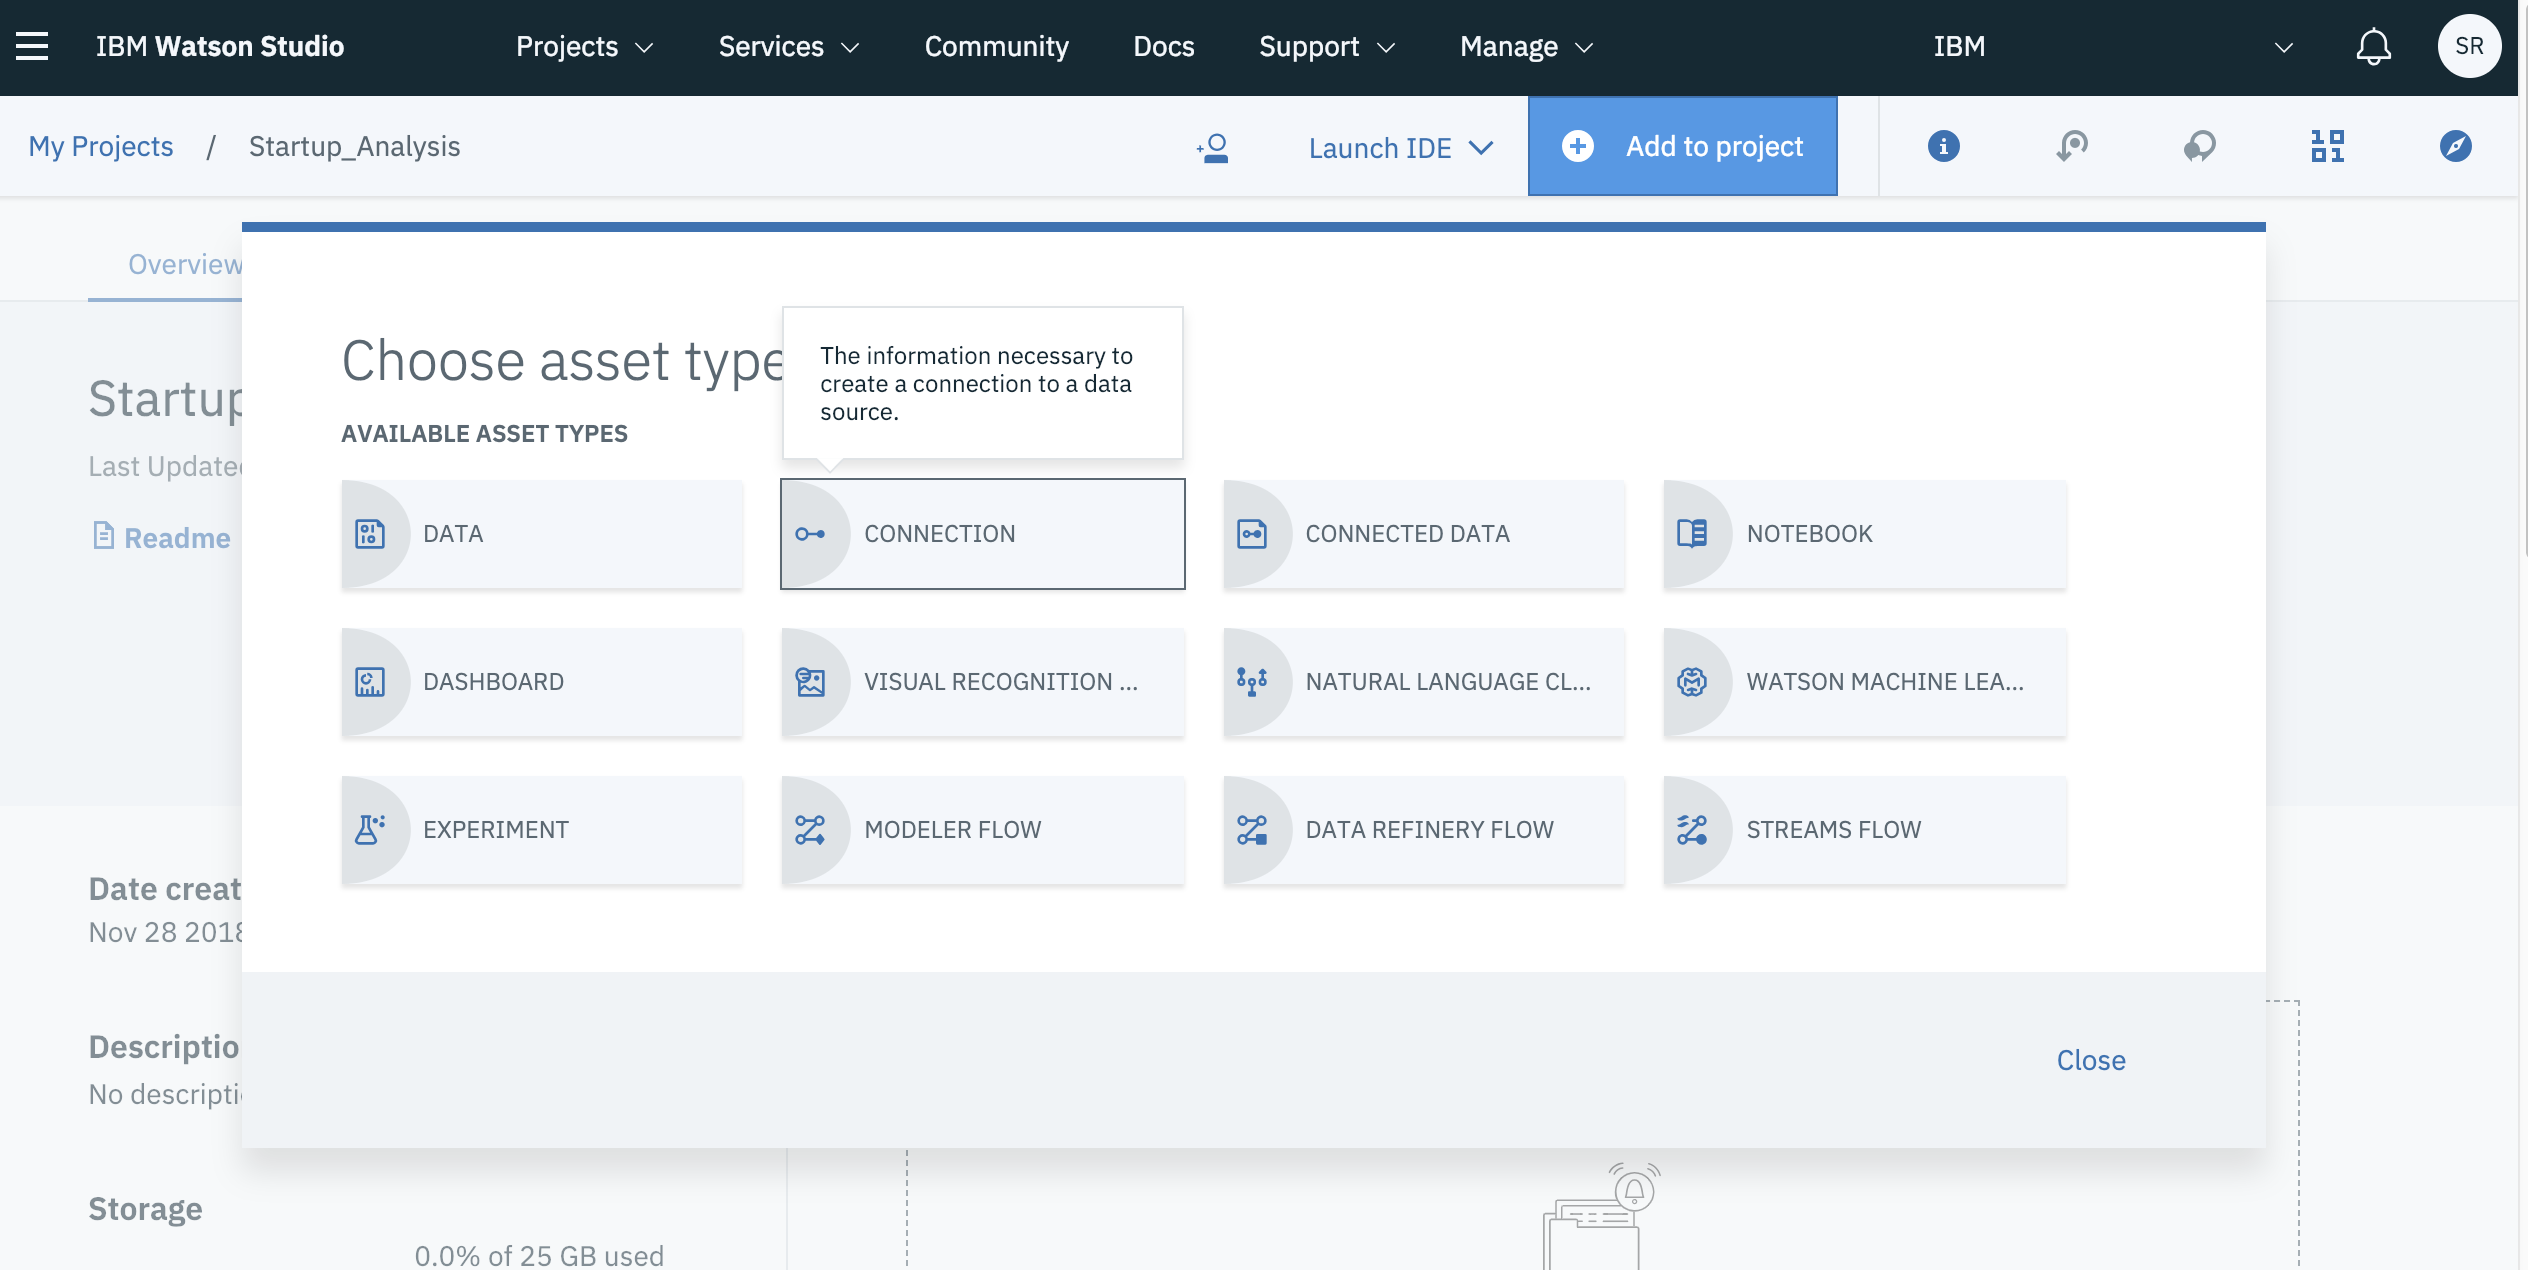 IBM Watson Studio
Projects
Services
Community
Docs
Support
Manage
IBM
SR
My Projects / Startup_Analysis
Launch IDE
Add to project
Overview
Choose asset type
The information necessary to
create a connection to a data
source.
Startup
Last Update
Readme
AVAILABLE ASSET TYPES
DATA
CONNECTION
CONNECTED DATA
NOTEBOOK
DASHBOARD
VISUAL RECOGNITION ...
NATURAL LANGUAGE CL...
WATSON MACHINE LEA...
EXPERIMENT
MODELER FLOW
DATA REFINERY FLOW
STREAMS FLOW
Date creat
Nov 28 2018
Descriptio
No descripti
Close
Storage
0.0% of 25 GB used